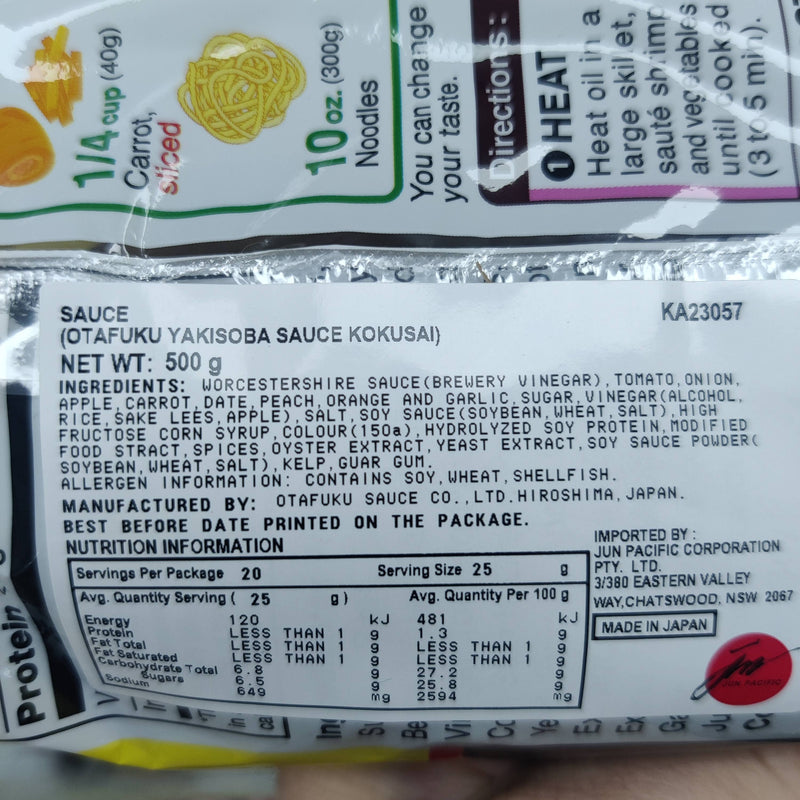 1/4 cup (40g)
Carrot,
sliced
10 oz. (300g)
Noodles
You can change
your taste.
Directions:
1 HEAT
Heat oil in a
large skillet,
sauté shrimp
and vegetables
until cooked
(3 to 5 min).
SAUCE
KA23057
(OTAFUKU YAKISOBA SAUCE KOKUSAI)
NET WT: 500 g
INGREDIENTS: WORCESTERSHIRE SAUCE(BREWERY VINEGAR),TOMATO,ONION,
APPLE,CARROT,DATE,PEACH,ORANGE AND GARLIC,SUGAR,VINEGAR(ALCOHOL,
RICE,SAKE LEES,APPLE),SALT,SOY SAUCE(SOYBEAN,WHEAT,SALT),HIGH
FRUCTOSE CORN SYRUP,COLOUR(150a),HYDROLYZED SOY PROTEIN,MODIFIED
FOOD STRACT,SPICES,OYSTER EXTRACT,YEAST EXTRACT,SOY SAUCE POWDER(
SOYBEAN,WHEAT,SALT),KELP,GUAR GUM.
ALLERGEN INFORMATION: CONTAINS SOY,WHEAT,SHELLFISH.
MANUFACTURED BY: OTAFUKU SAUCE CO.,LTD.HIROSHIMA,JAPAN.
BEST BEFORE DATE PRINTED ON THE PACKAGE.
NUTRITION INFORMATION
Servings Per Package 20 Serving Size 25 g
Avg. Quantity Serving ( 25 g) Avg. Quantity Per 100 g
Energy 120 kJ 481 kJ
Protein LESS THAN 1 g 1.3 g
Fat Total LESS THAN 1 g LESS THAN 1 g
Fat Saturated LESS THAN 1 g LESS THAN 1 g
Carbohydrate Total 6.8 g 27.2 g
Sugars 6.5 g 25.8 g
Sodium 649 mg 2594 mg
IMPORTED BY :
JUN PACIFIC CORPORATION
PTY. LTD.
3/380 EASTERN VALLEY
WAY,CHATSWOOD, NSW 2067
MADE IN JAPAN
JUN PACIFIC
Protein